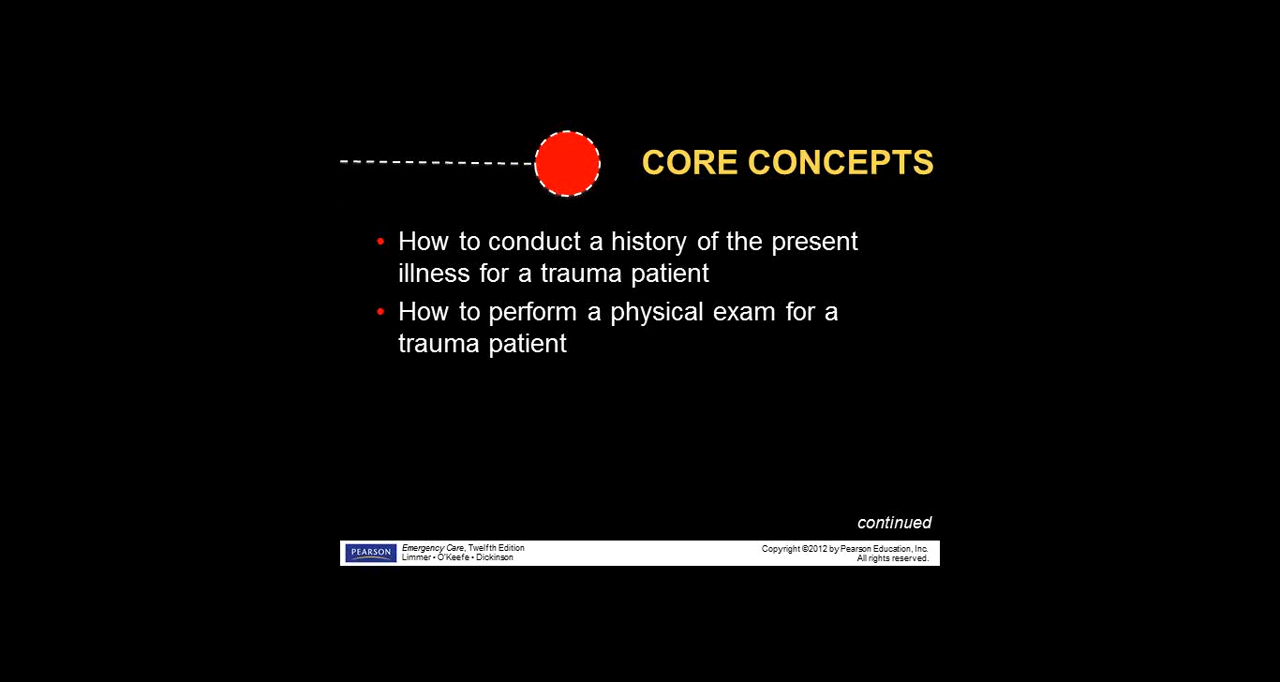 CORE CONCEPTS
• How to conduct a history of the present
illness for a trauma patient
• How to perform a physical exam for a
trauma patient
continued
PEARSON
Emergency Care, Twelfth Edition
Limmer • O'Keefe • Dickinson
Copyright ©2012 by Pearson Education, Inc.
All rights reserved.